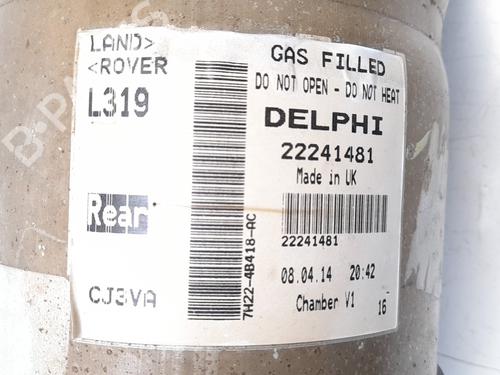 LAND>
<ROVER
L319
Rear
CJ3VA
7H22-4B418-AC
GAS FILLED
DO NOT OPEN - DO NOT HEAT
DELPHI
22241481
Made in UK
22241481
08.04.14 20:42
Chamber V1 16